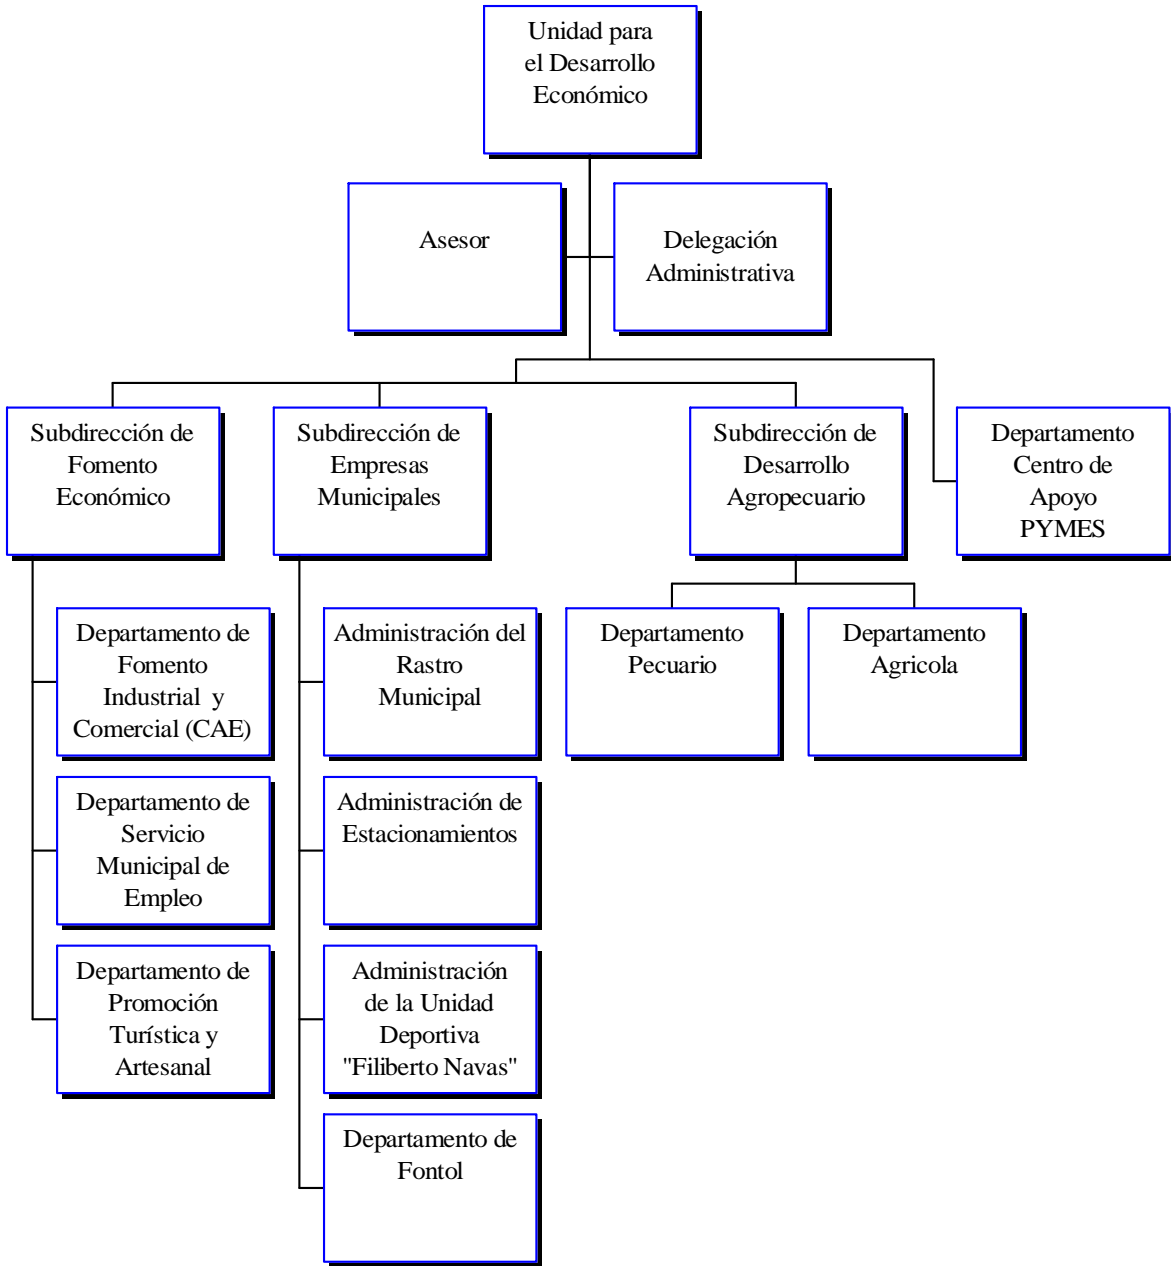 Unidad para
el Desarrollo
Económico
Asesor
Delegación
Administrativa
Subdirección de
Fomento
Económico
Subdirección de
Empresas
Municipales
Subdirección de
Desarrollo
Agropecuario
Departamento
Centro de
Apoyo
PYMES
Departamento de
Fomento
Industrial y
Comercial (CAE)
Administración del
Rastro
Municipal
Departamento
Pecuario
Departamento
Agricola
Departamento de
Servicio
Municipal de
Empleo
Administración de
Estacionamientos
Departamento de
Promoción
Turística y
Artesanal
Administración
de la Unidad
Deportiva
"Filiberto Navas"
Departamento de
Fontol